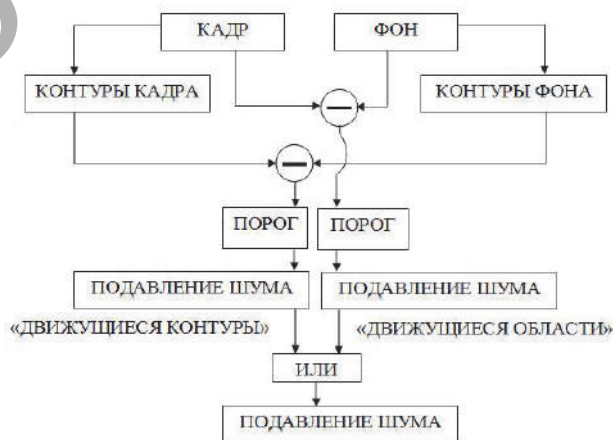 КАДР
ФОН
КОНТУРЫ КАДРА
КОНТУРЫ ФОНА
ПОРОГ
ПОРОГ
ПОДАВЛЕНИЕ ШУМА
ПОДАВЛЕНИЕ ШУМА
«ДВИЖУЩИЕСЯ КОНТУРЫ»
«ДВИЖУЩИЕСЯ ОБЛАСТИ»
ИЛИ
ПОДАВЛЕНИЕ ШУМА